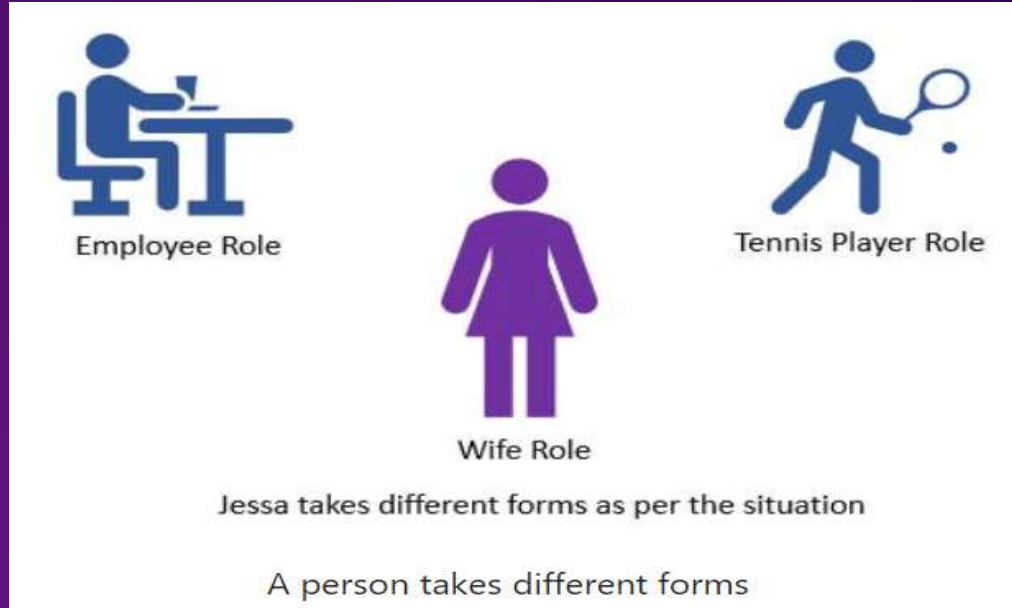 Employee Role
Tennis Player Role
Wife Role
Jessa takes different forms as per the situation
A person takes different forms